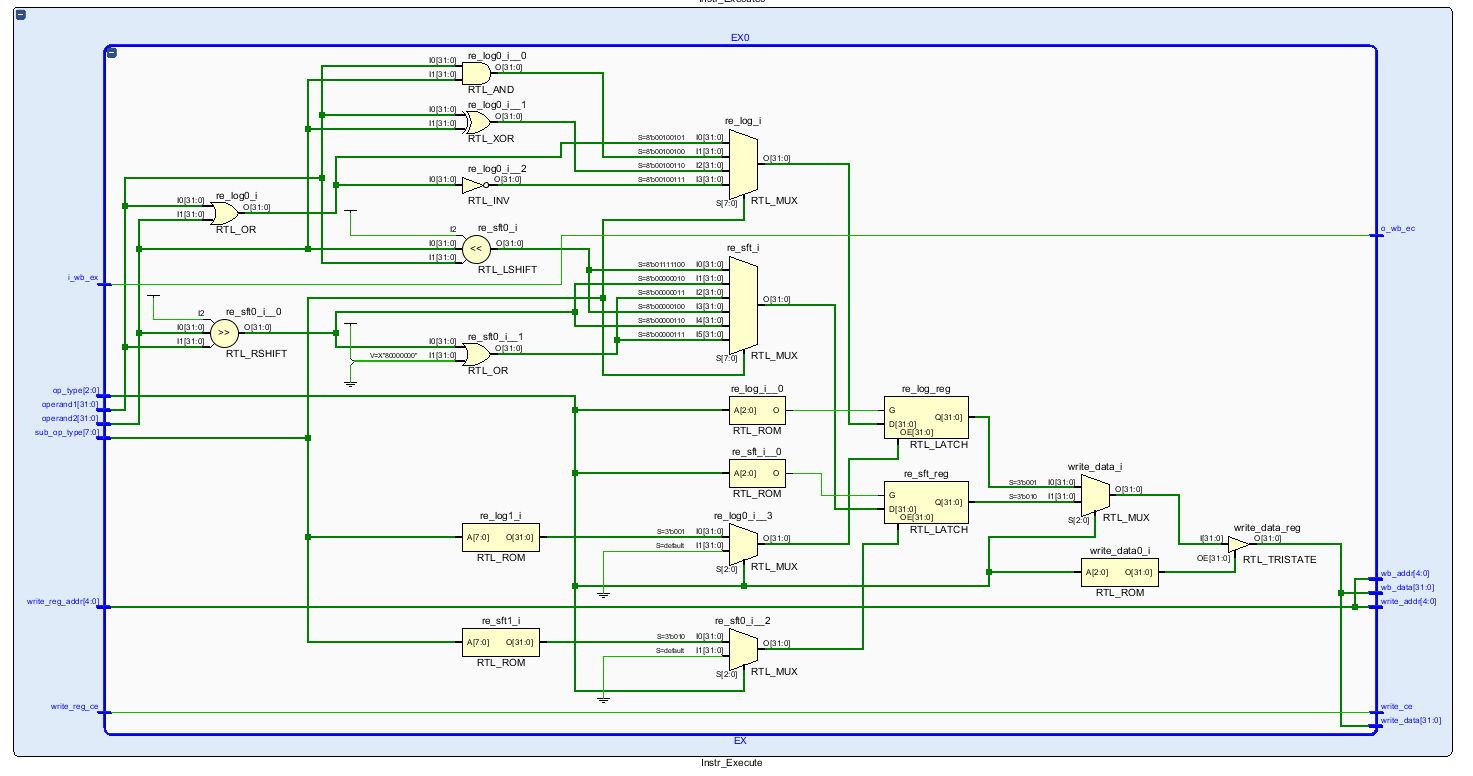 Instr_Executes
EX0
re_log0_i__0
I0[31:0]
I1[31:0]
O[31:0]
RTL_AND
re_log0_i__1
I0[31:0]
I1[31:0]
O[31:0]
RTL_XOR
re_log_i
S=8'b00100101 I0[31:0]
S=8'b00100100 I1[31:0]
S=8'b00100110 I2[31:0]
S=8'b00100111 I3[31:0]
O[31:0]
S[7:0]
RTL_MUX
re_log0_i__2
I0[31:0]
O[31:0]
RTL_INV
re_log0_i
I0[31:0]
I1[31:0]
O[31:0]
RTL_OR
re_sft0_i
I2
I0[31:0]
I1[31:0]
<<
O[31:0]
RTL_LSHIFT
o_wb_ec
re_sft_i
S=8'b01111100 I0[31:0]
S=8'b00000010 I1[31:0]
S=8'b00000011 I2[31:0]
S=8'b00000100 I3[31:0]
S=8'b00000110 I4[31:0]
S=8'b00000111 I5[31:0]
O[31:0]
S[7:0]
RTL_MUX
i_wb_ex
re_sft0_i__0
I2
I0[31:0]
I1[31:0]
>>
O[31:0]
RTL_RSHIFT
re_sft0_i__1
I0[31:0]
V=X"80000000" I1[31:0]
O[31:0]
RTL_OR
op_type[2:0]
operand1[31:0]
operand2[31:0]
sub_op_type[7:0]
re_log_i__0
A[2:0] O
RTL_ROM
re_log_reg
G
D[31:0]
OE[31:0]
Q[31:0]
RTL_LATCH
re_sft_i__0
A[2:0] O
RTL_ROM
re_sft_reg
G
D[31:0]
OE[31:0]
Q[31:0]
RTL_LATCH
write_data_i
S=3'b001 I0[31:0]
S=3'b010 I1[31:0]
O[31:0]
S[2:0]
RTL_MUX
re_log1_i
A[7:0] O[31:0]
RTL_ROM
re_log0_i__3
S=3'b001 I0[31:0]
S=default I1[31:0]
O[31:0]
S[2:0]
RTL_MUX
write_data_reg
I[31:0]
OE[31:0]
O[31:0]
RTL_TRISTATE
write_data0_i
A[2:0] O[31:0]
RTL_ROM
wb_addr[4:0]
wb_data[31:0]
write_addr[4:0]
write_reg_addr[4:0]
re_sft1_i
A[7:0] O[31:0]
RTL_ROM
re_sft0_i__2
S=3'b010 I0[31:0]
S=default I1[31:0]
O[31:0]
S[2:0]
RTL_MUX
write_reg_ce
write_ce
write_data[31:0]
EX
Instr_Execute